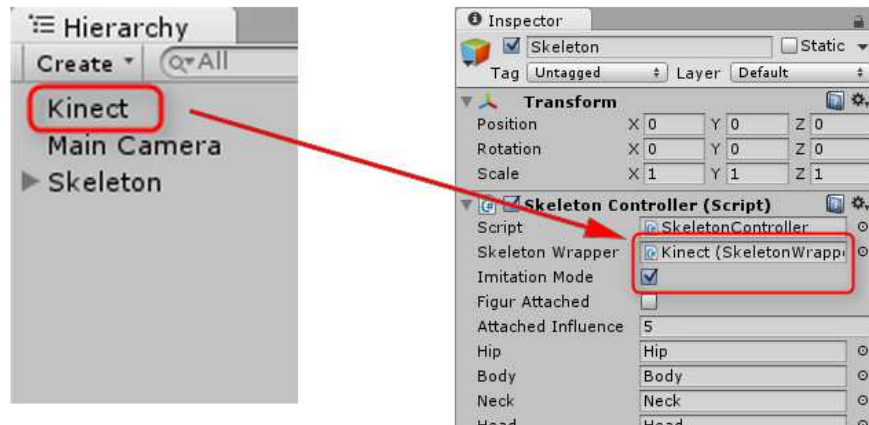 Hierarchy
Create
All
Kinect
Main Camera
Skeleton
Inspector
Skeleton Static
Tag Untagged Layer Default
Transform
Position X 0 Y 0 Z 0
Rotation X 0 Y 0 Z 0
Scale X 1 Y 1 Z 1
Skeleton Controller (Script)
Script SkeletonController
Skeleton Wrapper Kinect (SkeletonWrappe
Imitation Mode
Figur Attached
Attached Influence 5
Hip Hip
Body Body
Neck Neck
Head Head